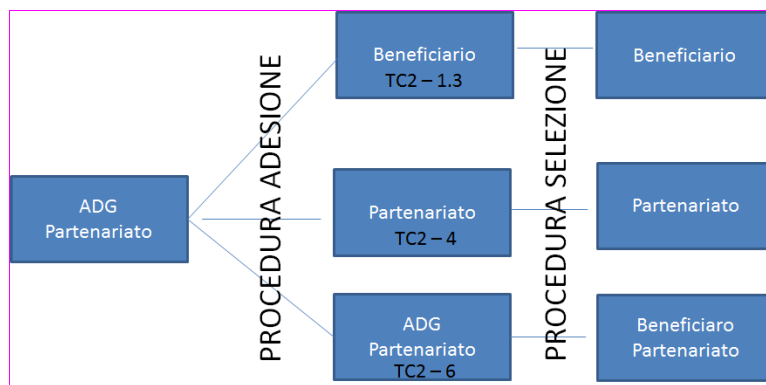 ADG
Partenariato
PROCEDURA ADESIONE
Beneficiario
TC2 – 1.3
Partenariato
TC2 – 4
ADG
Partenariato
TC2 – 6
PROCEDURA SELEZIONE
Beneficiario
Partenariato
Beneficiaro
Partenariato